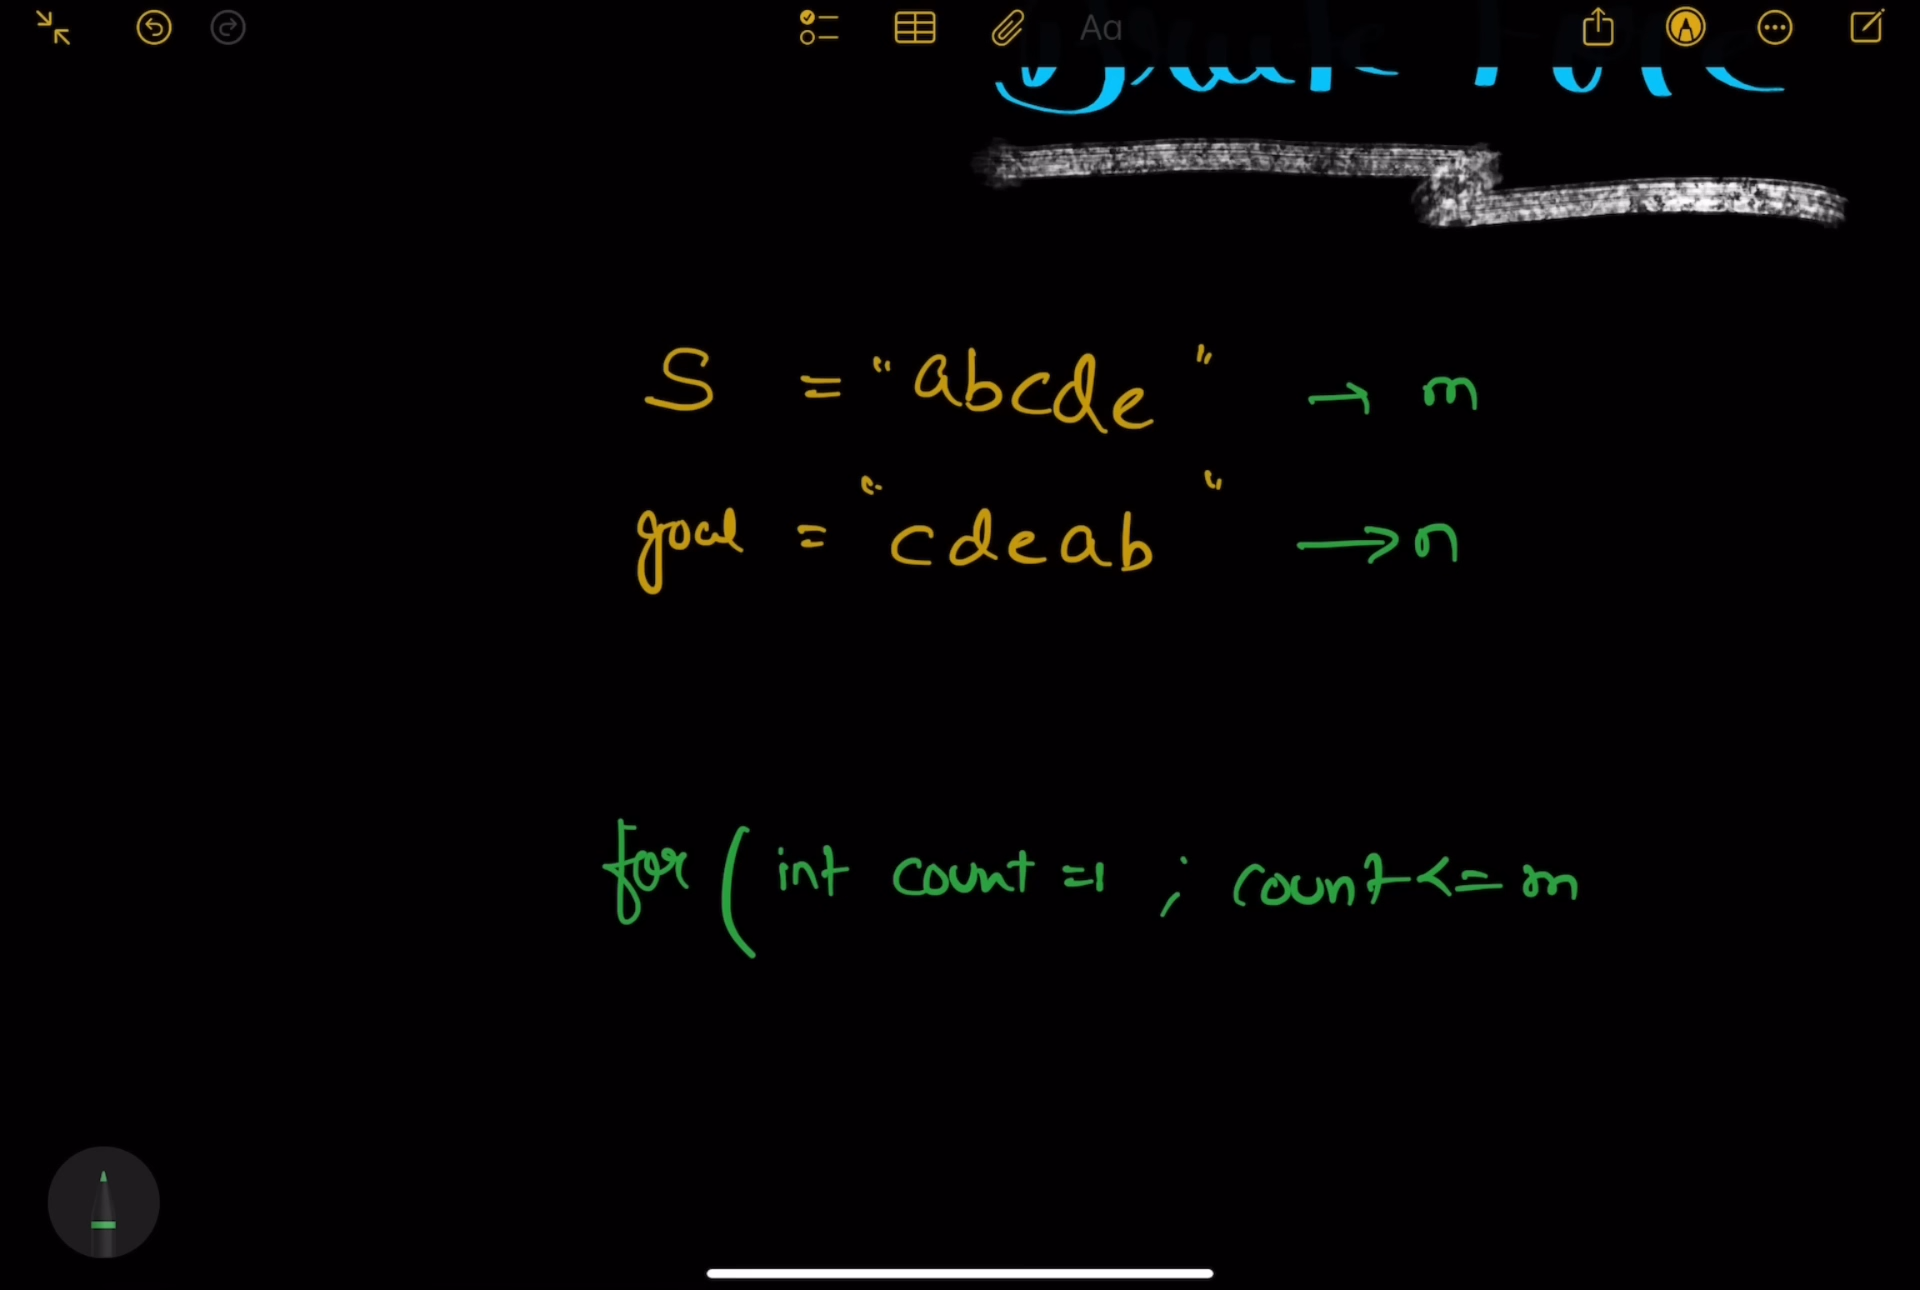 Aa
S = "abcde" → m
goal = "cdeab" → n
for ( int count =1 ; count <= m